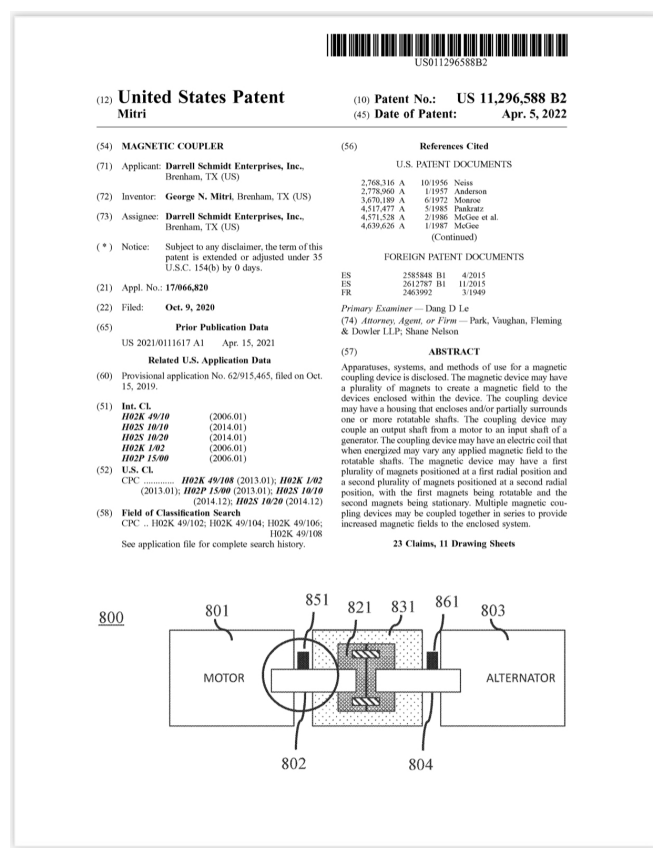 US011296588B2
(12) United States Patent
Mitri
(10) Patent No.: US 11,296,588 B2
(45) Date of Patent: Apr. 5, 2022
(54) MAGNETIC COUPLER
(71) Applicant: Darrell Schmidt Enterprises, Inc.,
Brenham, TX (US)
(72) Inventor: George N. Mitri, Brenham, TX (US)
(73) Assignee: Darrell Schmidt Enterprises, Inc.,
Brenham, TX (US)
( * ) Notice: Subject to any disclaimer, the term of this
patent is extended or adjusted under 35
U.S.C. 154(b) by 0 days.
(21) Appl. No.: 17/066,820
(22) Filed: Oct. 9, 2020
(65) Prior Publication Data
US 2021/0111617 A1 Apr. 15, 2021
Related U.S. Application Data
(60) Provisional application No. 62/915,465, filed on Oct.
15, 2019.
(51) Int. Cl.
H02K 49/10 (2006.01)
H02S 10/10 (2014.01)
H02S 10/20 (2014.01)
H02K 1/02 (2006.01)
H02P 15/00 (2006.01)
(52) U.S. Cl.
CPC ............. H02K 49/108 (2013.01); H02K 1/02
(2013.01); H02P 15/00 (2013.01); H02S 10/10
(2014.12); H02S 10/20 (2014.12)
(58) Field of Classification Search
CPC .. H02K 49/102; H02K 49/104; H02K 49/106;
H02K 49/108
See application file for complete search history.
(56) References Cited
U.S. PATENT DOCUMENTS
2,768,316 A 10/1956 Neiss
2,778,960 A 1/1957 Anderson
3,670,189 A 6/1972 Monroe
4,517,477 A 5/1985 Pankratz
4,571,528 A 2/1986 McGee et al.
4,639,626 A 1/1987 McGee
(Continued)
FOREIGN PATENT DOCUMENTS
ES 2585848 B1 4/2015
ES 2612787 B1 11/2015
FR 2463992 3/1949
Primary Examiner — Dang D Le
(74) Attorney, Agent, or Firm — Park, Vaughan, Fleming
& Dowler LLP; Shane Nelson
(57) ABSTRACT
Apparatuses, systems, and methods of use for a magnetic
coupling device is disclosed. The magnetic device may have
a plurality of magnets to create a magnetic field to the
devices enclosed within the device. The coupling device
may have a housing that encloses and/or partially surrounds
one or more rotatable shafts. The coupling device may
couple an output shaft from a motor to an input shaft of a
generator. The coupling device may have an electric coil that
when energized may vary any applied magnetic field to the
rotatable shafts. The magnetic device may have a first
plurality of magnets positioned at a first radial position and
a second plurality of magnets positioned at a second radial
position, with the first magnets being rotatable and the
second magnets being stationary. Multiple magnetic cou-
pling devices may be coupled together in series to provide
increased magnetic fields to the enclosed system.
23 Claims, 11 Drawing Sheets
800
801
851
821
831
861
803
MOTOR
ALTERNATOR
802
804